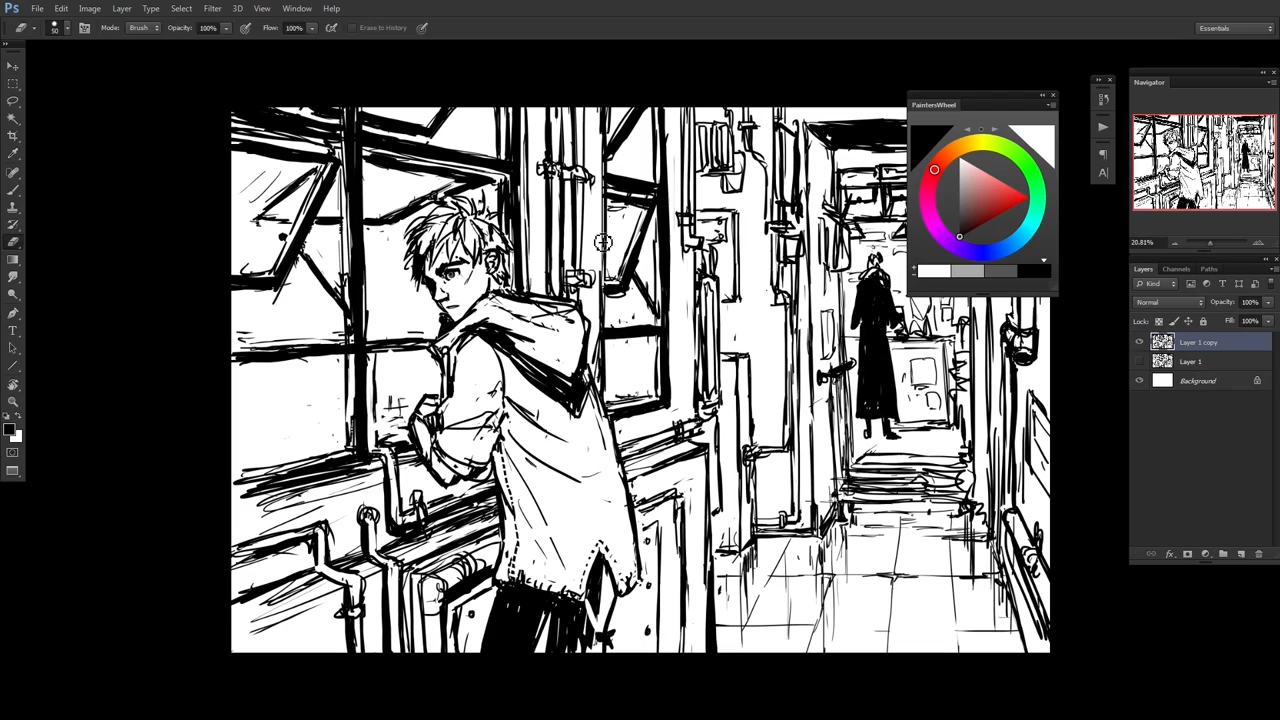 Ps File Edit Image Layer Type Select Filter 3D View Window Help
50 Mode: Brush Opacity: 100% Flow: 100% Erase to History Essentials
Navigator
PaintersWheel
20.81%
Layers Channels Paths
Kind
Normal Opacity: 100%
Lock: Fill: 100%
Layer 1 copy
Layer 1
Background